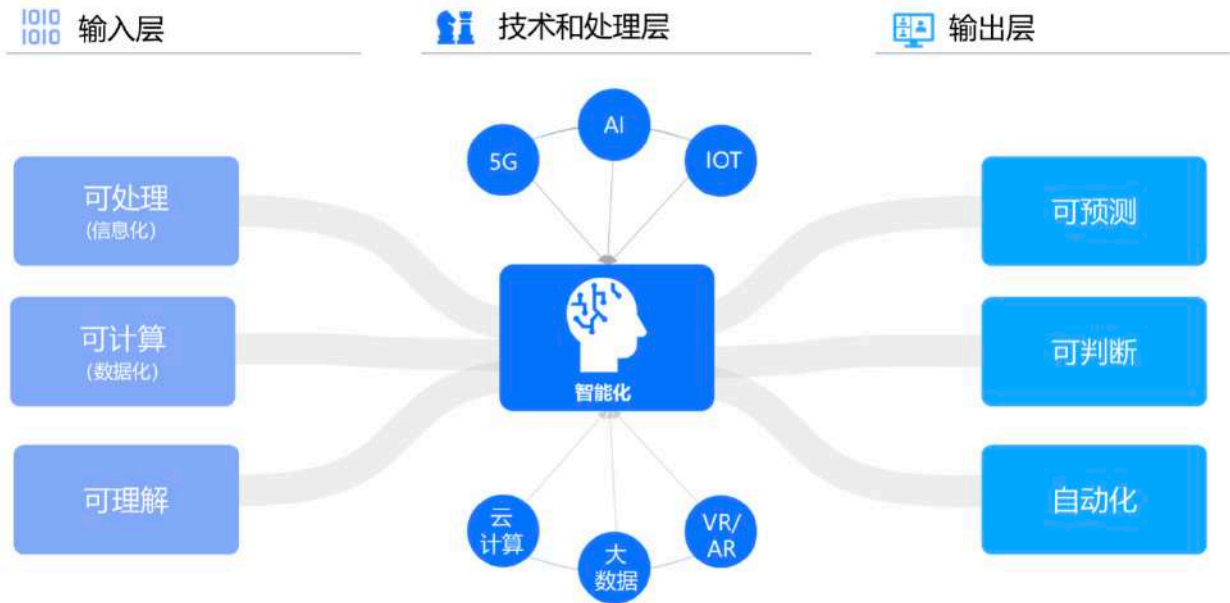 1010
1010
输入层
技术和处理层
输出层
5G
AI
IOT
可处理
(信息化)
可计算
(数据化)
可理解
智能化
云
计算
大
数据
VR/
AR
可预测
可判断
自动化